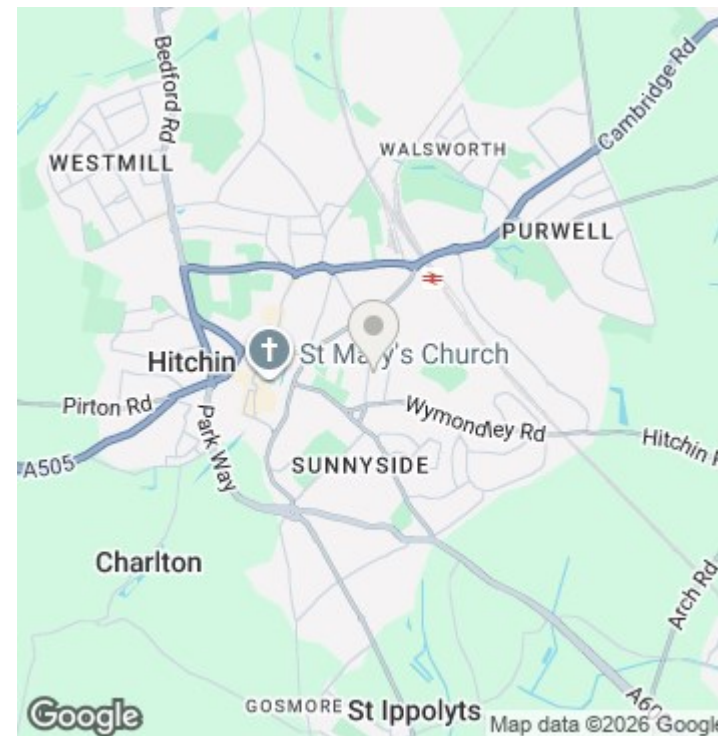 Bedford Rd
Cambridge Rd
WALSWORTH
WESTMILL
PURWELL
Hitchin
St Mary's Church
Pirton Rd
Park Way
Wymondley Rd
Hitchin
A505
SUNNYSIDE
Charlton
Arch Rd
GOSMORE
St Ippolyts
Google
Map data ©2026 Google